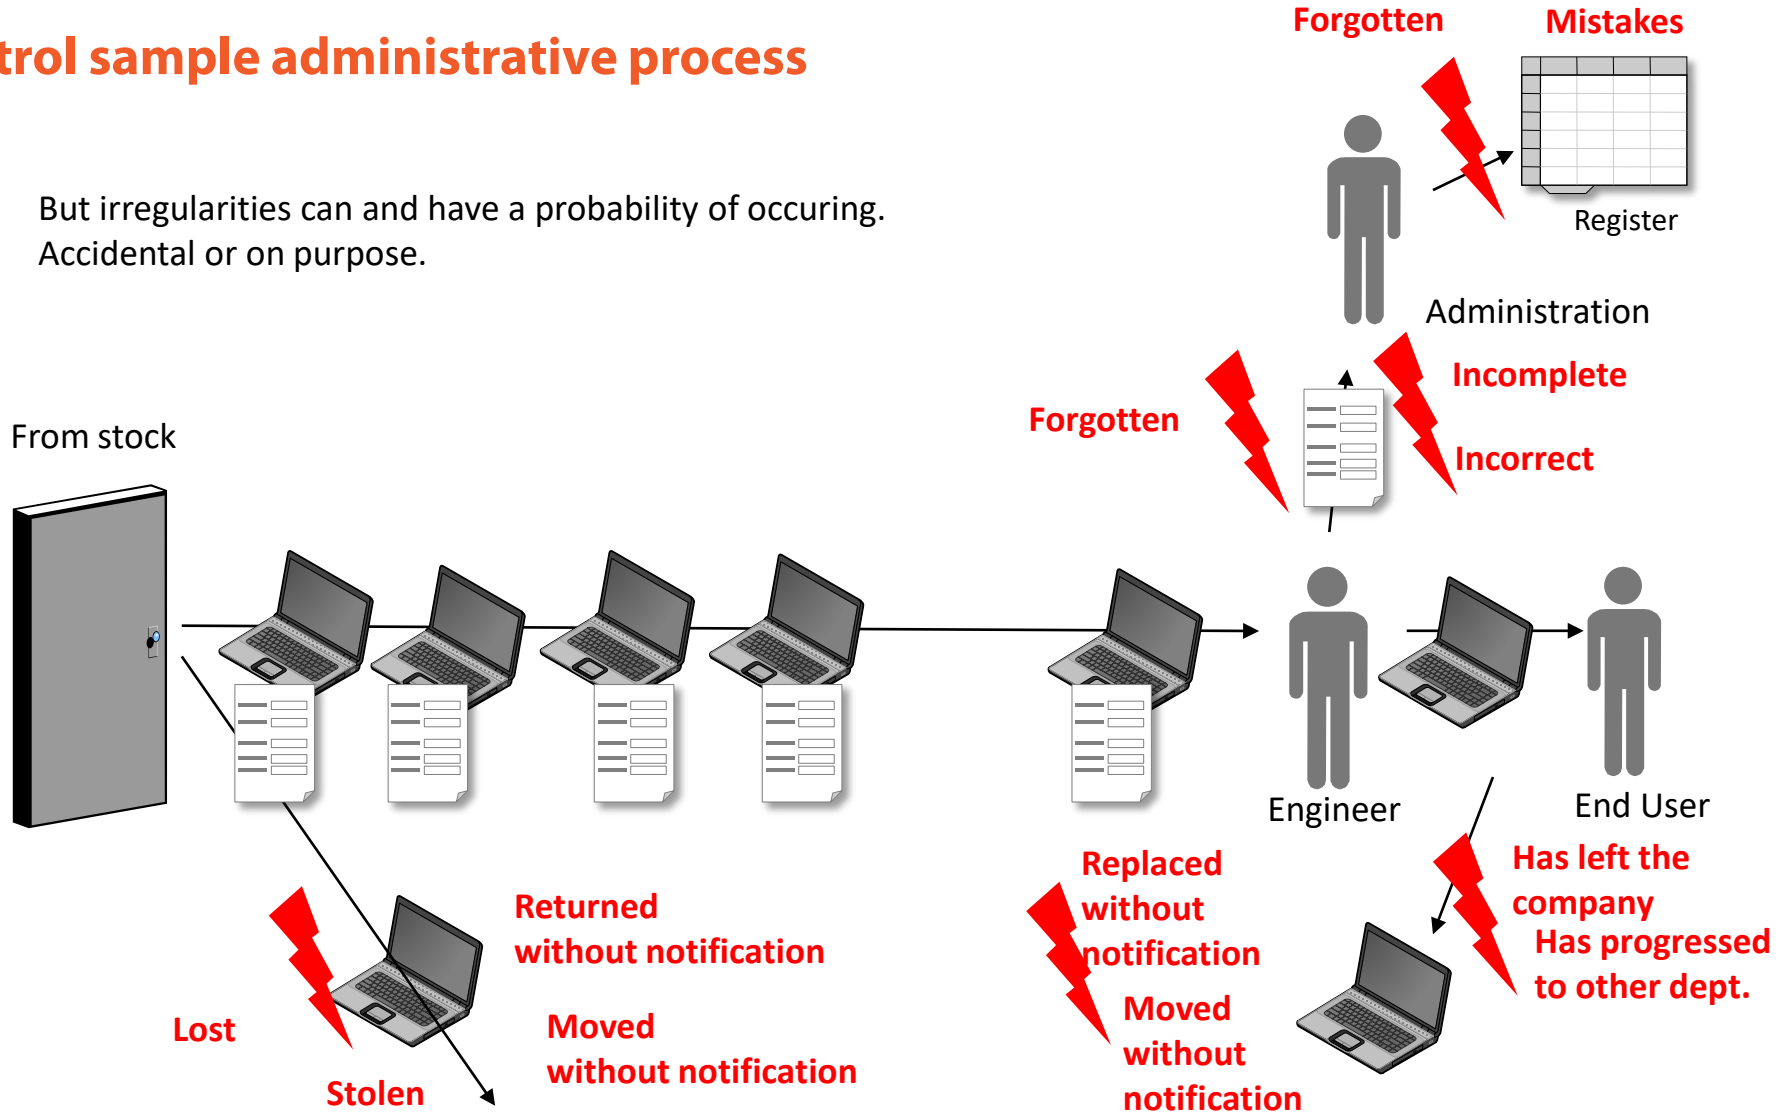 trol sample administrative process
But irregularities can and have a probability of occuring.
Accidental or on purpose.
Forgotten
Mistakes
Register
Administration
Forgotten
Incomplete
Incorrect
From stock
Engineer
End User
Returned
without notification
Lost
Stolen
Moved
without notification
Replaced
without
notification
Moved
without
notification
Has left the
company
Has progressed
to other dept.